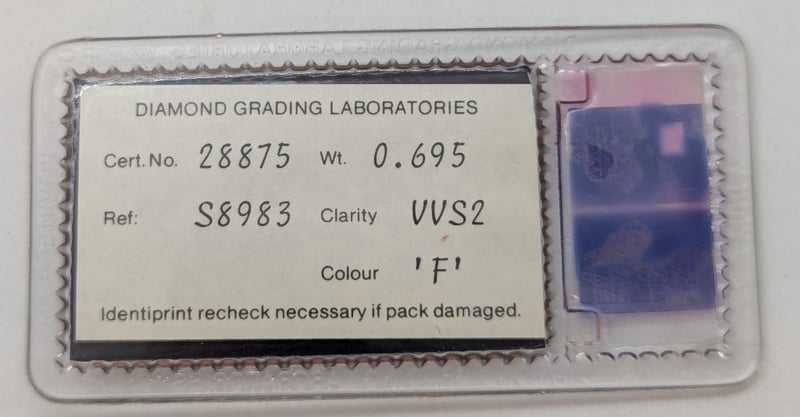 DIAMOND GRADING LABORATORIES
Cert. No. 28875 Wt. 0.695
Ref: S8983 Clarity VVS2
Colour 'F'
Identiprint recheck necessary if pack damaged.